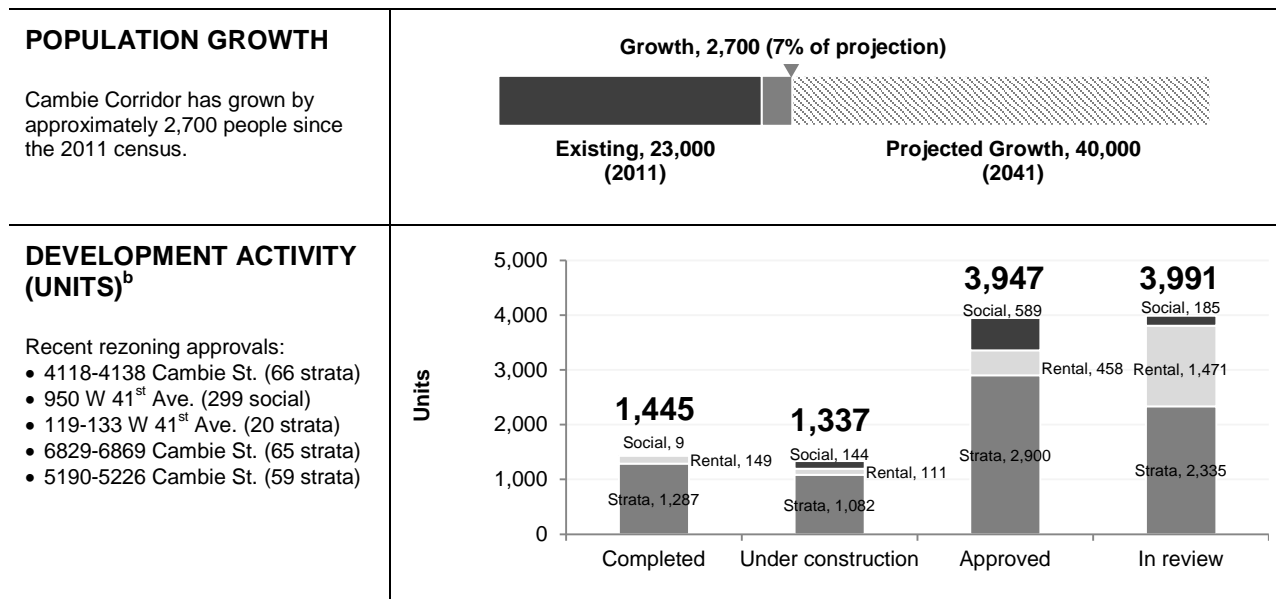 POPULATION GROWTH
Cambie Corridor has grown by
approximately 2,700 people since
the 2011 census.
Growth, 2,700 (7% of projection)
Existing, 23,000
(2011)
Projected Growth, 40,000
(2041)
DEVELOPMENT ACTIVITY
(UNITS)b
Recent rezoning approvals:
• 4118-4138 Cambie St. (66 strata)
• 950 W 41st Ave. (299 social)
• 119-133 W 41st Ave. (20 strata)
• 6829-6869 Cambie St. (65 strata)
• 5190-5226 Cambie St. (59 strata)
Units
5,000
4,000
3,000
2,000
1,000
0
1,445
Social, 9
Rental, 149
Strata, 1,287
Completed
1,337
Social, 144
Rental, 111
Strata, 1,082
Under construction
3,947
Social, 589
Rental, 458
Strata, 2,900
Approved
3,991
Social, 185
Rental, 1,471
Strata, 2,335
In review